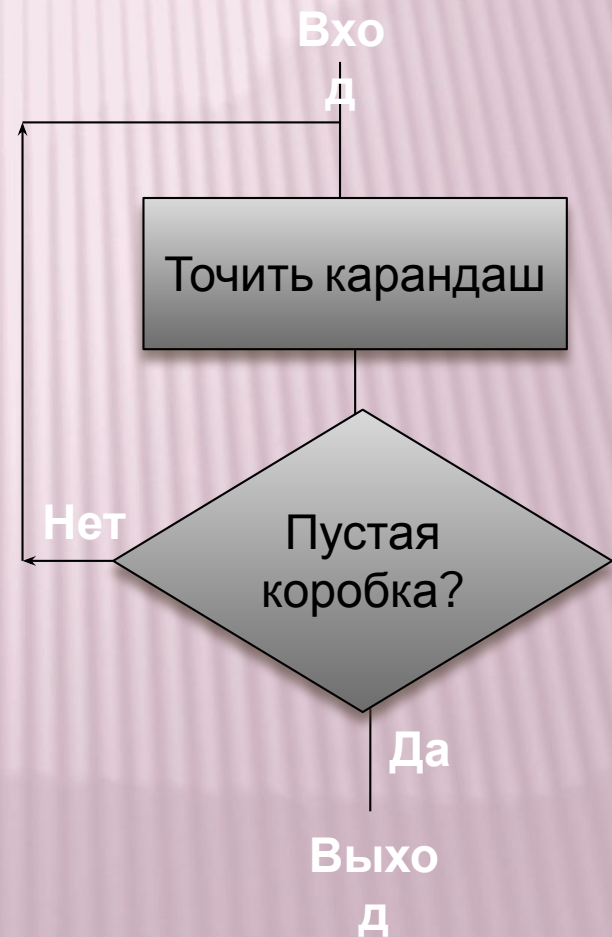 Вхо
д
Точить карандаш
Нет
Пустая
коробка?
Да
Выхо
д